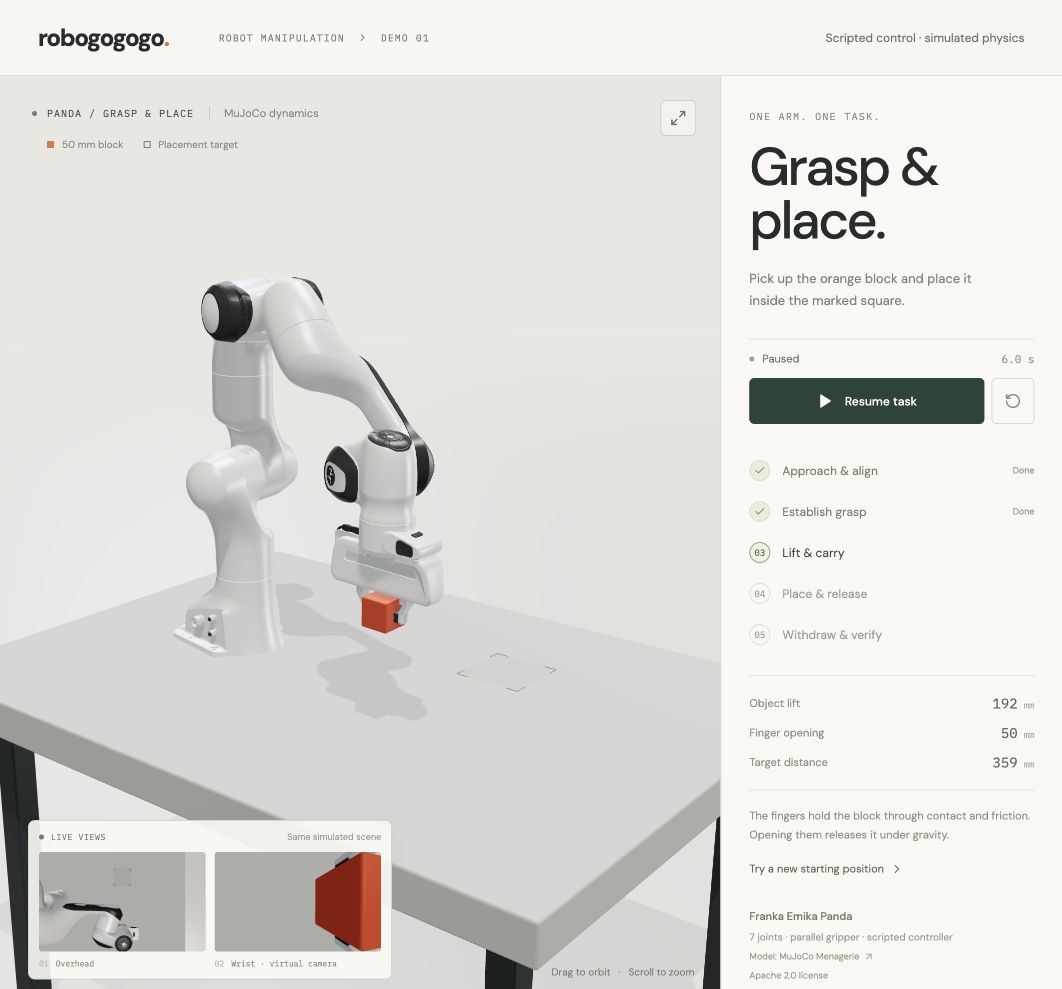 robogogogo.
ROBOT MANIPULATION > DEMO 01
Scripted control · simulated physics
PANDA / GRASP & PLACE
MuJoCo dynamics
50 mm block
Placement target
ONE ARM. ONE TASK.
Grasp &
place.
Pick up the orange block and place it
inside the marked square.
Paused
6.0 s
Resume task
Approach & align
Done
Establish grasp
Done
03 Lift & carry
04 Place & release
05 Withdraw & verify
Object lift 192 mm
Finger opening 50 mm
Target distance 359 mm
The fingers hold the block through contact and friction.
Opening them releases it under gravity.
Try a new starting position >
Franka Emika Panda
7 joints · parallel gripper · scripted controller
Model: MuJoCo Menagerie ↗
Apache 2.0 license
LIVE VIEWS
Same simulated scene
01 Overhead
02 Wrist · virtual camera
Drag to orbit · Scroll to zoom